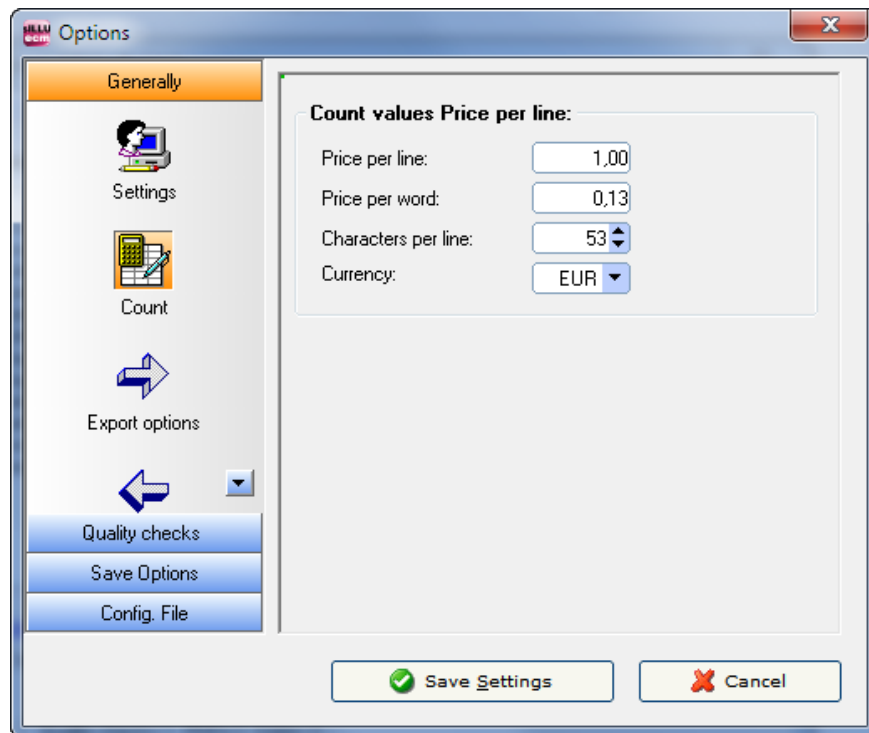 Options
Generally
Settings
Count
Export options
Quality checks
Save Options
Config. File
Count values Price per line:
Price per line: 1,00
Price per word: 0,13
Characters per line: 53
Currency: EUR
Save Settings
Cancel